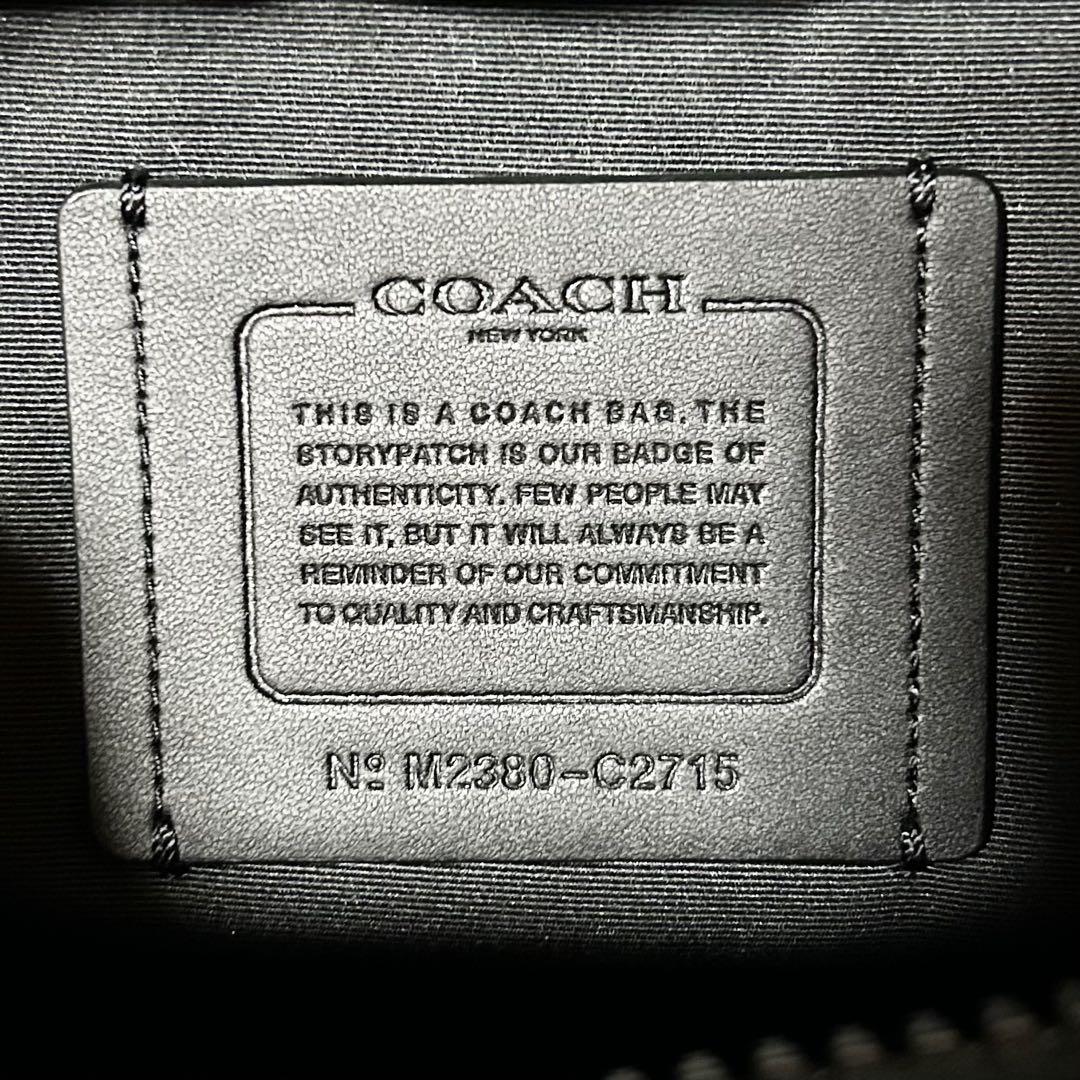 COACH
NEW YORK
THIS IS A COACH BAG. THE
STORYPATCH IS OUR BADGE OF
AUTHENTICITY. FEW PEOPLE MAY
SEE IT, BUT IT WILL ALWAYS BE A
REMINDER OF OUR COMMITMENT
TO QUALITY AND CRAFTSMANSHIP.
Nº M2380-C2715